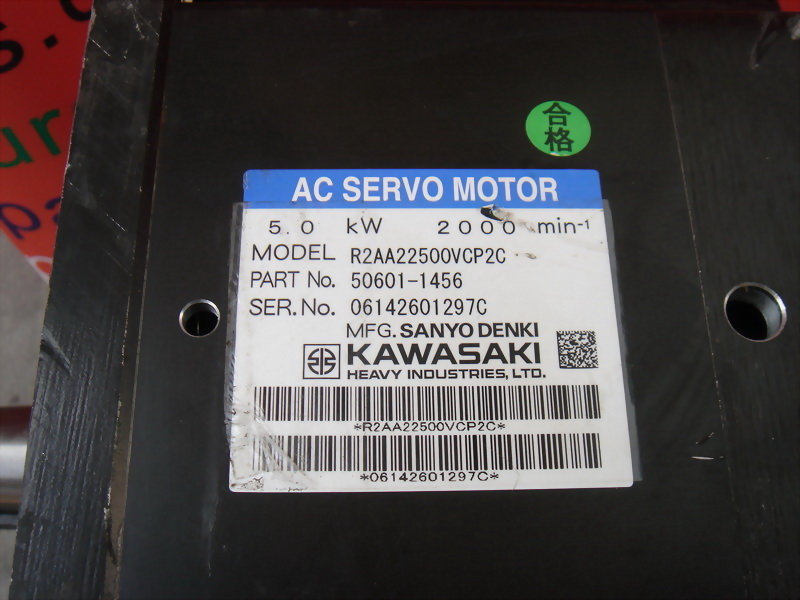 合格
AC SERVO MOTOR
5.0 kW 2000 min-1
MODEL R2AA22500VCP2C
PART No. 50601-1456
SER.No. 06142601297C
MFG. SANYO DENKI
KAWASAKI
HEAVY INDUSTRIES, LTD.
*R2AA22500VCP2C*
*06142601297C*